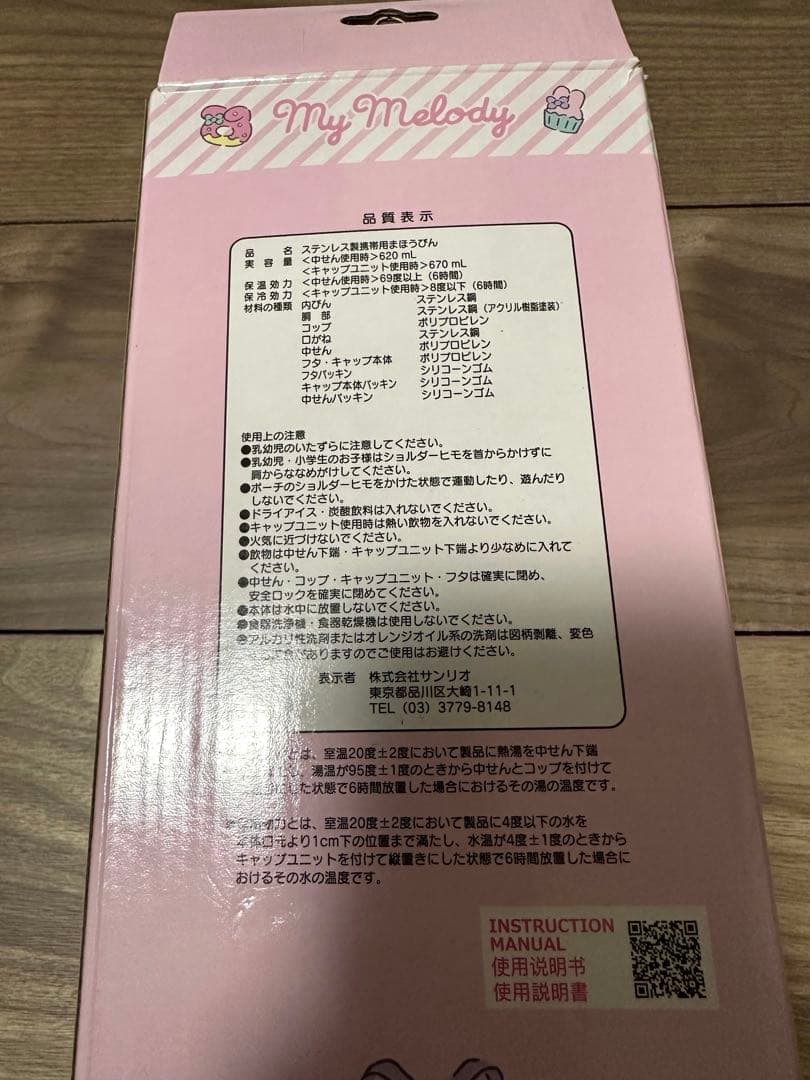 My Melody
品質表示
品名 ステンレス製携帯用まほうびん
実容量 <中せん使用時>620 mL
<キャップユニット使用時>670 mL
保温効力 <中せん使用時>69度以上(6時間)
保冷効力 <キャップユニット使用時>8度以下(6時間)
材料の種類 内びん ステンレス鋼
胴部 ステンレス鋼(アクリル樹脂塗装)
コップ ポリプロピレン
口がね ステンレス鋼
中せん ポリプロピレン
フタ・キャップ本体 ポリプロピレン
フタパッキン シリコーンゴム
キャップ本体パッキン シリコーンゴム
中せんパッキン シリコーンゴム
使用上の注意
●乳幼児のいたずらに注意してください。
●乳幼児・小学生のお子様はショルダーヒモを首からかけずに
肩からななめがけしてください。
●ポーチのショルダーヒモをかけた状態で運動したり、遊んだり
しないでください。
●ドライアイス・炭酸飲料は入れないでください。
●キャップユニット使用時は熱い飲物を入れないでください。
●火気に近づけないでください。
●飲物は中せん下端・キャップユニット下端より少なめに入れて
ください。
●中せん・コップ・キャップユニット・フタは確実に閉め、
安全ロックを確実に閉めてください。
●本体は水中に放置しないでください。
●食器洗浄機・食器乾燥機は使用しないでください。
●アルカリ性洗剤またはオレンジオイル系の洗剤は図柄剥離、変色
がありますのでご使用はお避けください。
表示者 株式会社サンリオ
東京都品川区大崎1-11-1
TEL (03) 3779-8148
とは、室温20度±2度において製品に熱湯を中せん下端
湯温が95度±1度のときから中せんとコップを付けて
した状態で6時間放置した場合におけるその湯の温度です。
力とは、室温20度±2度において製品に4度以下の水を
本体口元より1cm下の位置まで満たし、水温が4度±1度のときから
キャップユニットを付けて縦置きにした状態で6時間放置した場合に
おけるその水の温度です。
INSTRUCTION
MANUAL
使用说明书
使用説明書